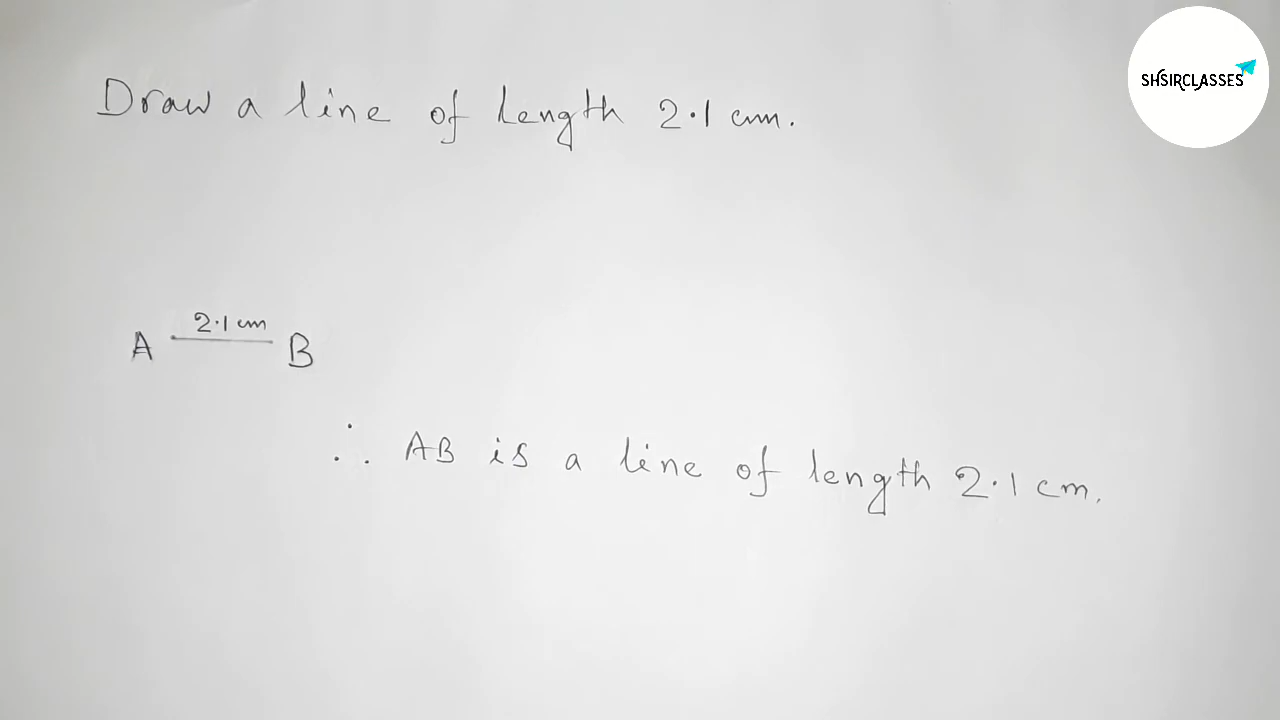 SHSIRCLASSES
Draw a line of length 2.1 cm.
2.1 cm
A B
∴ AB is a line of length 2.1 cm.